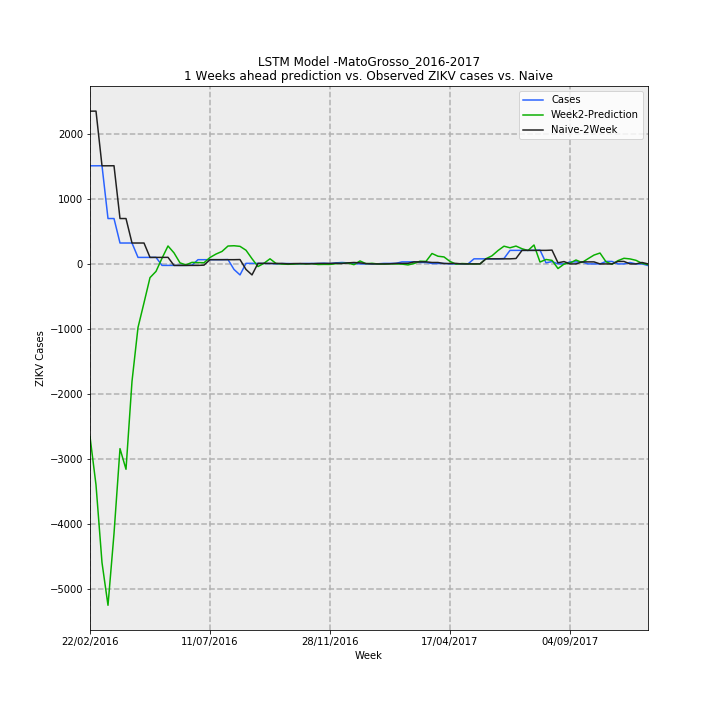 LSTM Model -MatoGrosso_2016-2017
1 Weeks ahead prediction vs. Observed ZIKV cases vs. Naive
Cases
Week2-Prediction
Naive-2Week
2000
1000
0
−1000
−2000
−3000
−4000
−5000
ZIKV Cases
22/02/2016
11/07/2016
28/11/2016
17/04/2017
04/09/2017
Week